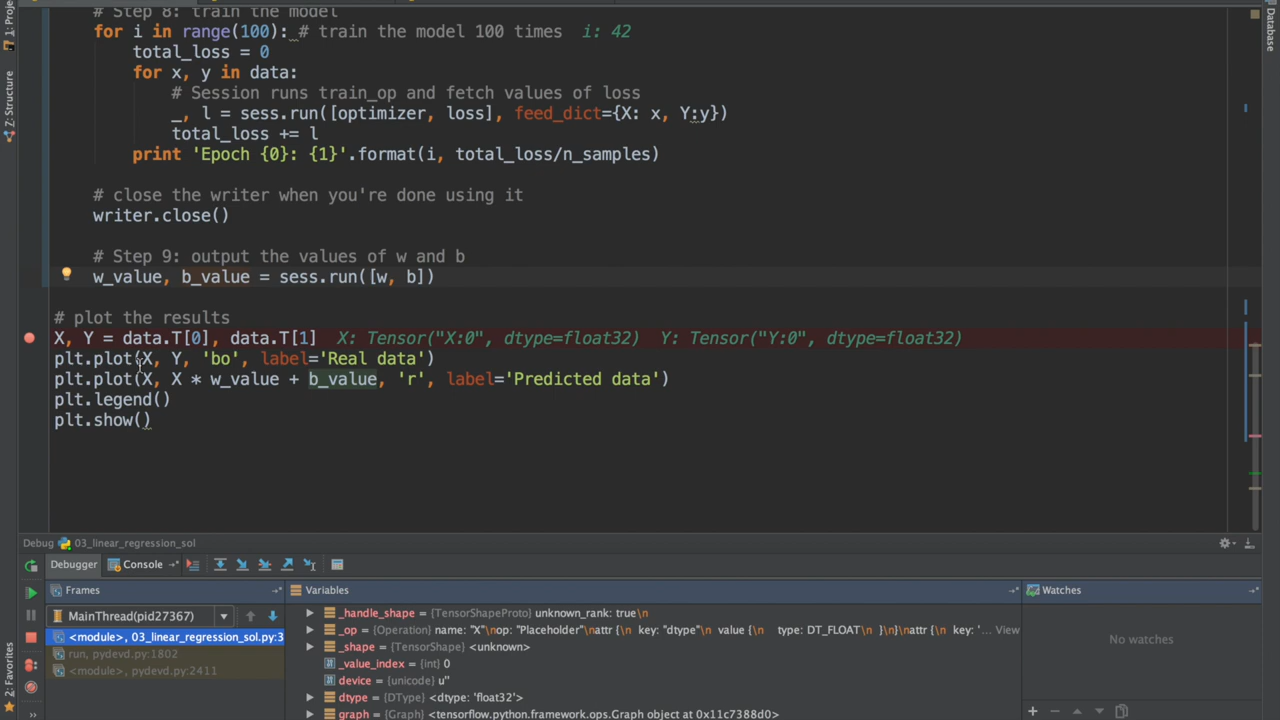 # Step 8: train the model
for i in range(100): # train the model 100 times i: 42
total_loss = 0
for x, y in data:
# Session runs train_op and fetch values of loss
_, l = sess.run([optimizer, loss], feed_dict={X: x, Y:y})
total_loss += l
print 'Epoch {0}: {1}'.format(i, total_loss/n_samples)
# close the writer when you're done using it
writer.close()
# Step 9: output the values of w and b
w_value, b_value = sess.run([w, b])
# plot the results
X, Y = data.T[0], data.T[1] X: Tensor("X:0", dtype=float32) Y: Tensor("Y:0", dtype=float32)
plt.plot(X, Y, 'bo', label='Real data')
plt.plot(X, X * w_value + b_value, 'r', label='Predicted data')
plt.legend()
plt.show()
Debug 03_linear_regression_sol
Debugger Console
Frames
MainThread(pid27367)
<module>, 03_linear_regression_sol.py:3
run, pydevd.py:1802
<module>, pydevd.py:2411
Variables
_handle_shape = {TensorShapeProto} unknown_rank: true\n
_op = {Operation} name: "X"\nop: "Placeholder"\nattr {\n key: "dtype"\n value {\n type: DT_FLOAT\n }\n}\nattr {\n key: '... View
_shape = {TensorShape} <unknown>
_value_index = {int} 0
device = {unicode} u''
dtype = {DType} <dtype: 'float32'>
graph = {Graph} <tensorflow.python.framework.ops.Graph object at 0x11c7388d0>
Watches
No watches
1: Proje
Z: Structure
2: Favorites
Database